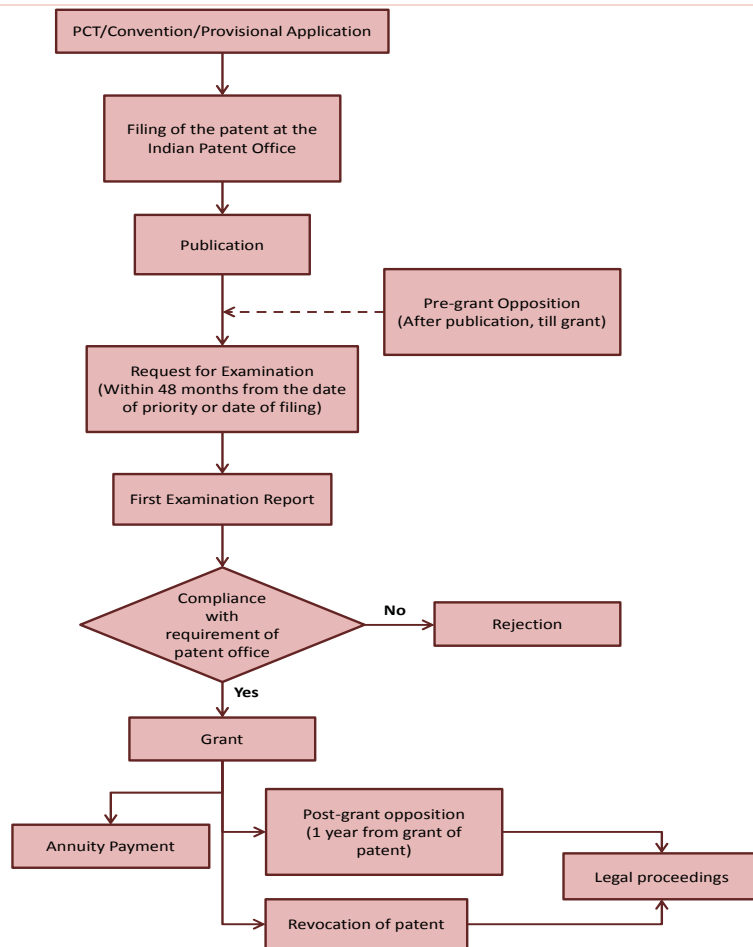 PCT/Convention/Provisional Application
Filing of the patent at the
Indian Patent Office
Publication
Pre-grant Opposition
(After publication, till grant)
Request for Examination
(Within 48 months from the date
of priority or date of filing)
First Examination Report
Compliance
with
requirement of
patent office
No
Rejection
Yes
Grant
Post-grant opposition
(1 year from grant of
patent)
Annuity Payment
Legal proceedings
Revocation of patent